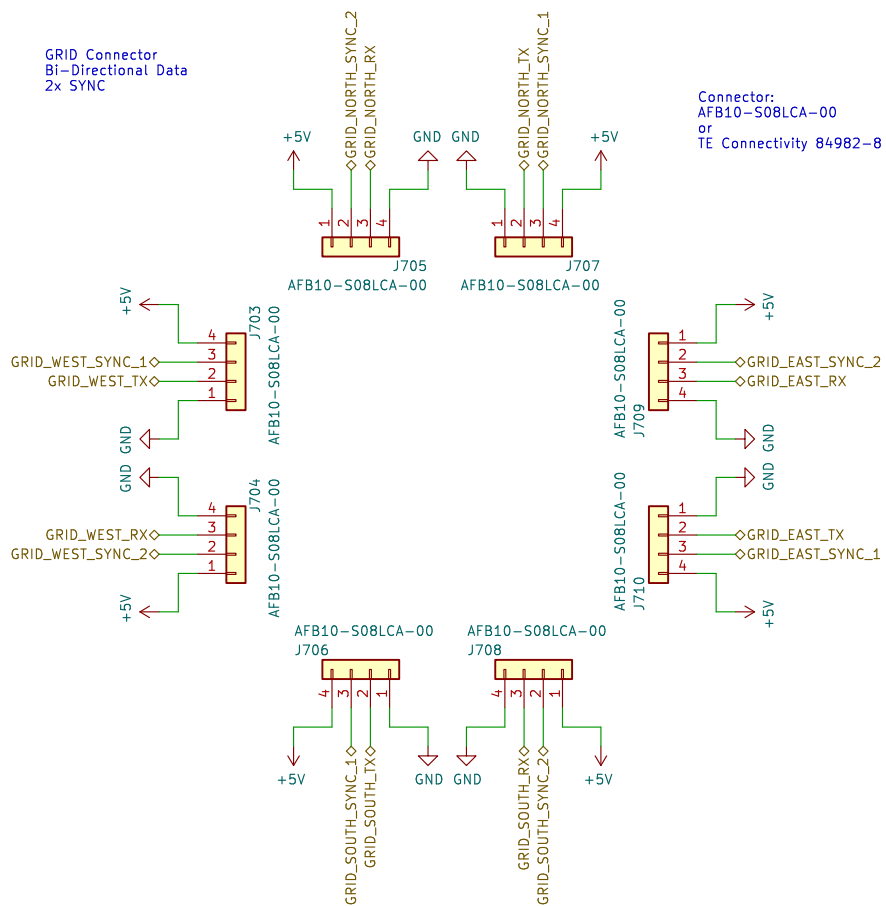 GRID Connector
Bi-Directional Data
2x SYNC
Connector:
AFB10-S08LCA-00
or
TE Connectivity 84982-8
GRID_NORTH_SYNC_2
GRID_NORTH_RX
+5V
GND
1
2
3
4
J705
AFB10-S08LCA-00
GRID_NORTH_TX
GRID_NORTH_SYNC_1
GND
+5V
1
2
3
4
J707
AFB10-S08LCA-00
+5V
4
GRID_WEST_SYNC_1
3
GRID_WEST_TX
2
1
GND
J703
AFB10-S08LCA-00
+5V
1
2
GRID_EAST_SYNC_2
3
GRID_EAST_RX
4
GND
J709
AFB10-S08LCA-00
GND
4
GRID_WEST_RX
3
GRID_WEST_SYNC_2
2
1
+5V
J704
AFB10-S08LCA-00
GND
1
2
GRID_EAST_TX
3
GRID_EAST_SYNC_1
4
+5V
J710
AFB10-S08LCA-00
AFB10-S08LCA-00
J706
4
3
2
1
+5V
GRID_SOUTH_SYNC_1
GRID_SOUTH_TX
GND
AFB10-S08LCA-00
J708
4
3
2
1
GND
GRID_SOUTH_RX
GRID_SOUTH_SYNC_2
+5V